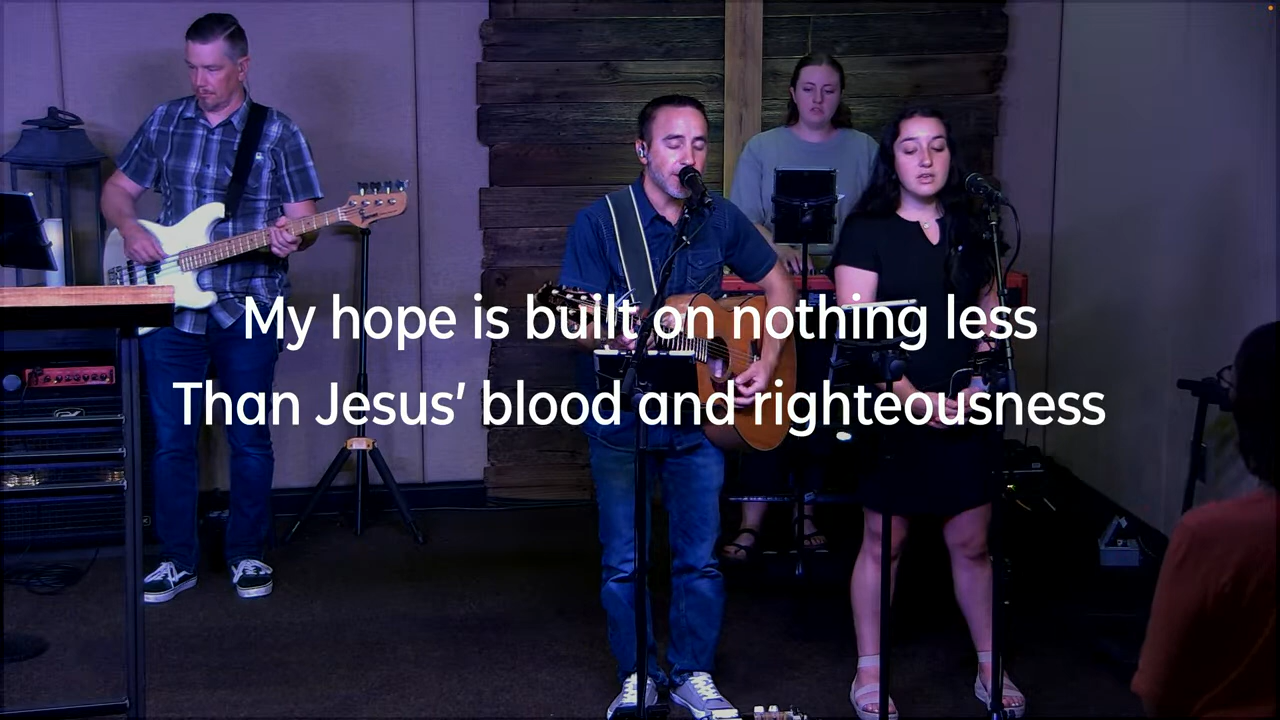 My hope is built on nothing less
Than Jesus’ blood and righteousness